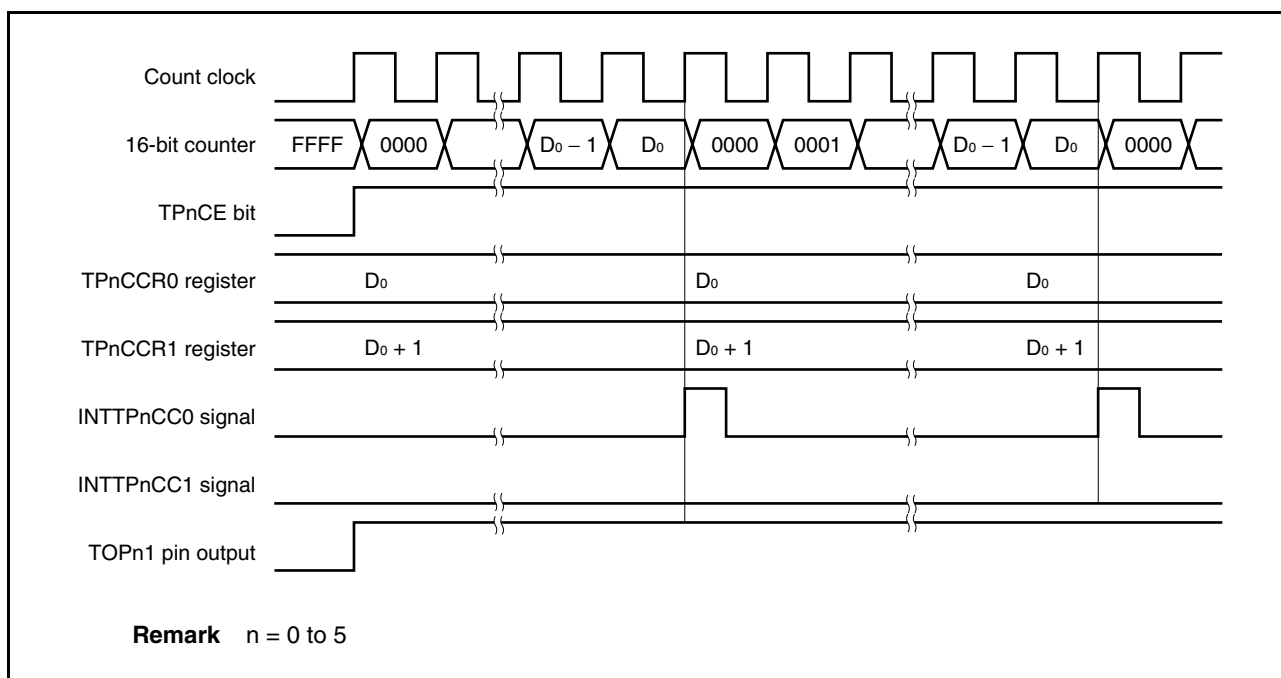 Count clock
16-bit counter FFFF 0000 D₀ – 1 D₀ 0000 0001 D₀ – 1 D₀ 0000
TPnCE bit
TPnCCR0 register D₀ D₀ D₀
TPnCCR1 register D₀ + 1 D₀ + 1 D₀ + 1
INTTPnCC0 signal
INTTPnCC1 signal
TOPn1 pin output
Remark n = 0 to 5